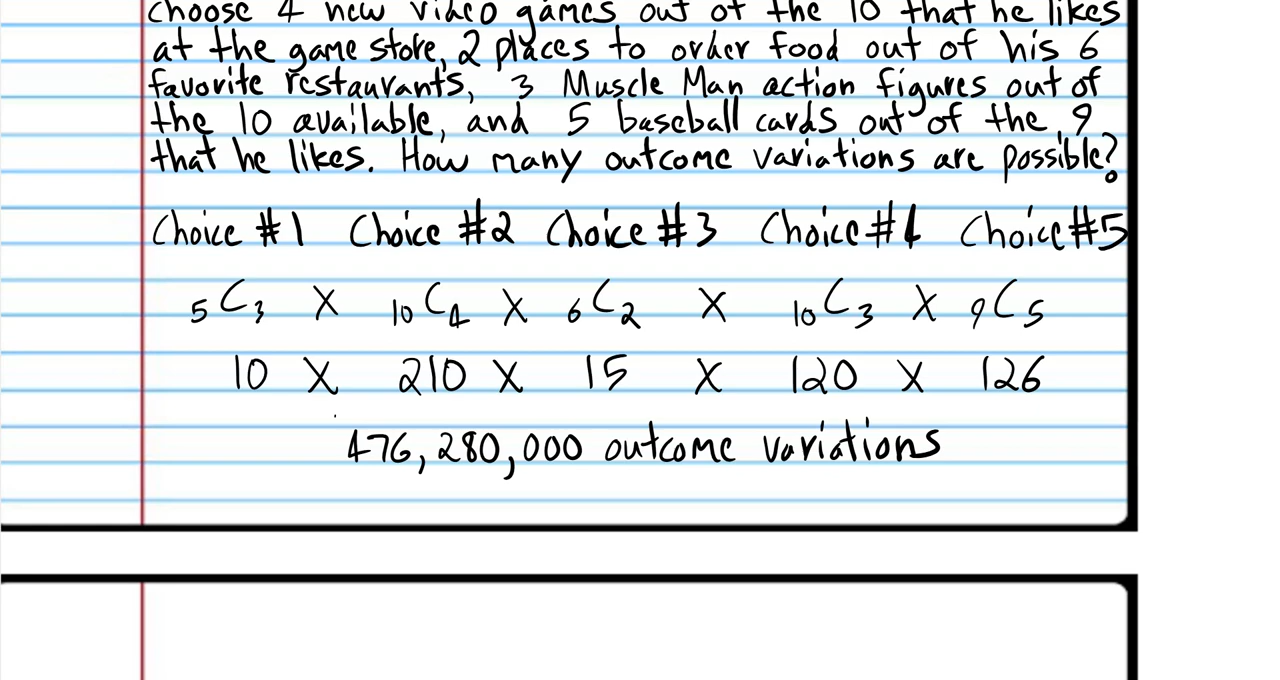 choose 4 new video games out of the 10 that he likes
at the game store, 2 places to order food out of his 6
favorite restaurants, 3 Muscle Man action figures out of
the 10 available, and 5 baseball cards out of the 9
that he likes. How many outcome variations are possible?
Choice #1 Choice #2 Choice #3 Choice #4 Choice #5
5C3 X 10C4 X 6C2 X 10C3 X 9C5
10 X 210 X 15 X 120 X 126
476,280,000 outcome variations